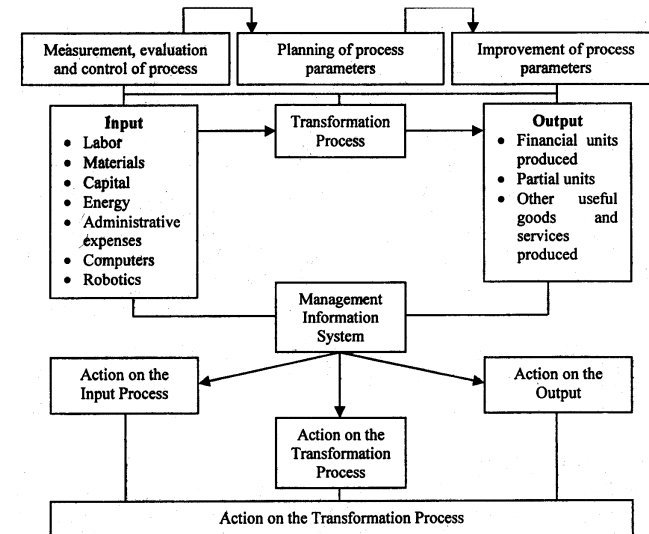 Measurement, evaluation
and control of process
Planning of process
parameters
Improvement of process
parameters
Input
• Labor
• Materials
• Capital
• Energy
• Administrative
expenses
• Computers
• Robotics
Transformation
Process
Output
• Financial units
produced
• Partial units
• Other useful
goods and
services
produced
Management
Information
System
Action on the
Input Process
Action on the
Transformation
Process
Action on the
Output
Action on the Transformation Process